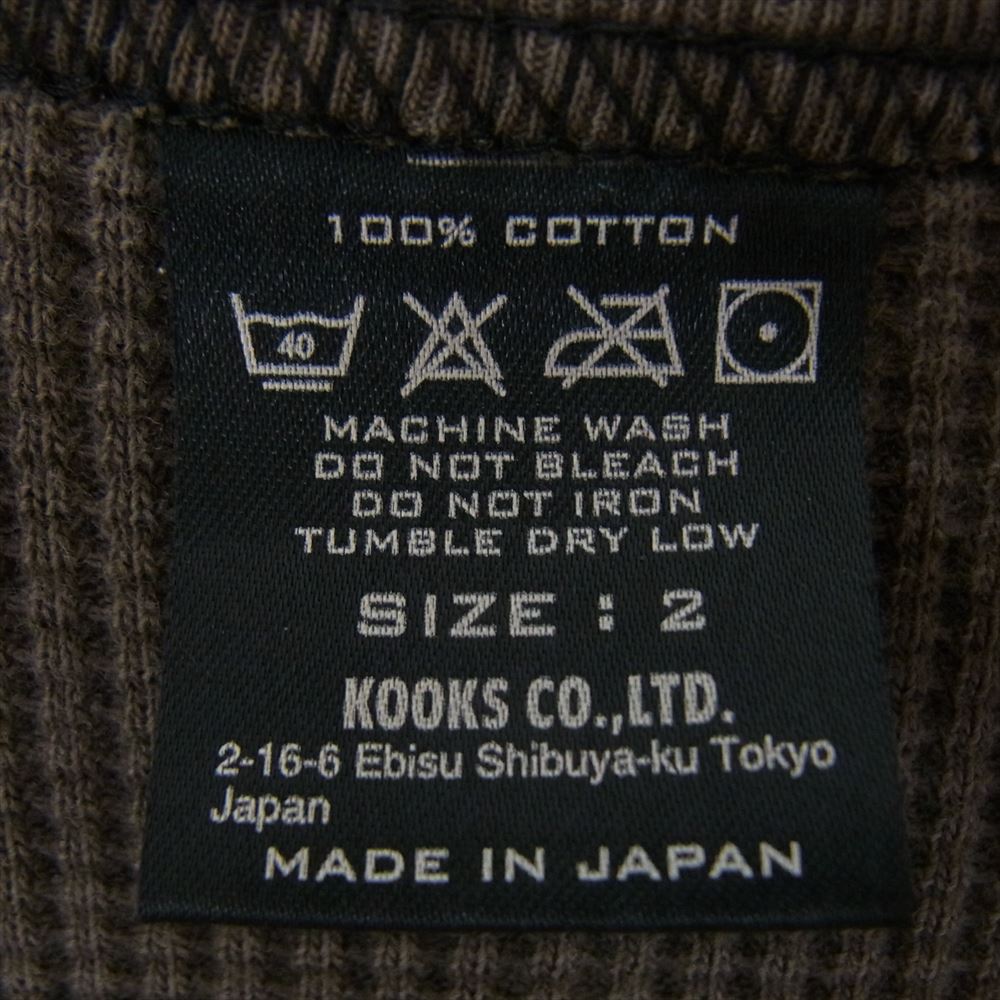 100% COTTON
40
MACHINE WASH
DO NOT BLEACH
DO NOT IRON
TUMBLE DRY LOW
SIZE : 2
KOOKS CO.,LTD.
2-16-6 Ebisu Shibuya-ku Tokyo
Japan
MADE IN JAPAN